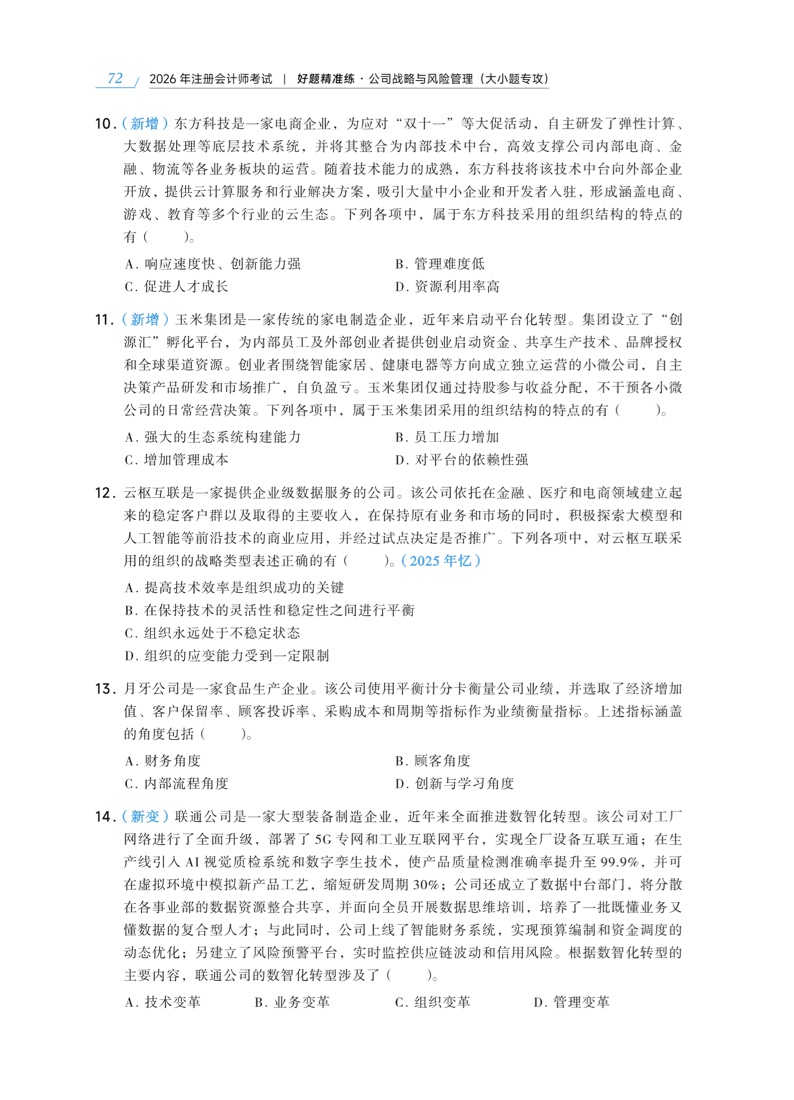 72 2026 年注册会计师考试 | 好题精准练·公司战略与风险管理（大小题专攻）
10.（新增）东方科技是一家电商企业，为应对“双十一”等大促活动，自主研发了弹性计算、
大数据处理等底层技术系统，并将其整合为内部技术中台，高效支撑公司内部电商、金
融、物流等各业务板块的运营。随着技术能力的成熟，东方科技将该技术中台向外部企业
开放，提供云计算服务和行业解决方案，吸引大量中小企业和开发者入驻，形成涵盖电商、
游戏、教育等多个行业的云生态。下列各项中，属于东方科技采用的组织结构的特点的
有（　　）。
A. 响应速度快、创新能力强 B. 管理难度低
C. 促进人才成长 D. 资源利用率高
11.（新增）玉米集团是一家传统的家电制造企业，近年来启动平台化转型。集团设立了“创
源汇”孵化平台，为内部员工及外部创业者提供创业启动资金、共享生产技术、品牌授权
和全球渠道资源。创业者围绕智能家居、健康电器等方向成立独立运营的小微公司，自主
决策产品研发和市场推广，自负盈亏。玉米集团仅通过持股参与收益分配，不干预各小微
公司的日常经营决策。下列各项中，属于玉米集团采用的组织结构的特点的有（　　）。
A. 强大的生态系统构建能力 B. 员工压力增加
C. 增加管理成本 D. 对平台的依赖性强
12. 云枢互联是一家提供企业级数据服务的公司。该公司依托在金融、医疗和电商领域建立起
来的稳定客户群以及取得的主要收入，在保持原有业务和市场的同时，积极探索大模型和
人工智能等前沿技术的商业应用，并经过试点决定是否推广。下列各项中，对云枢互联采
用的组织的战略类型表述正确的有（　　）。（2025 年忆）
A. 提高技术效率是组织成功的关键
B. 在保持技术的灵活性和稳定性之间进行平衡
C. 组织永远处于不稳定状态
D. 组织的应变能力受到一定限制
13. 月牙公司是一家食品生产企业。该公司使用平衡计分卡衡量公司业绩，并选取了经济增加
值、客户保留率、顾客投诉率、采购成本和周期等指标作为业绩衡量指标。上述指标涵盖
的角度包括（　　）。
A. 财务角度 B. 顾客角度
C. 内部流程角度 D. 创新与学习角度
14.（新变）联通公司是一家大型装备制造企业，近年来全面推进数智化转型。该公司对工厂
网络进行了全面升级，部署了 5G 专网和工业互联网平台，实现全厂设备互联互通；在生
产线引入 AI 视觉质检系统和数字孪生技术，使产品质量检测准确率提升至 99.9%，并可
在虚拟环境中模拟新产品工艺，缩短研发周期 30%；公司还成立了数据中台部门，将分散
在各事业部的数据资源整合共享，并面向全员开展数据思维培训，培养了一批既懂业务又
懂数据的复合型人才；与此同时，公司上线了智能财务系统，实现预算编制和资金调度的
动态优化；另建立了风险预警平台，实时监控供应链波动和信用风险。根据数智化转型的
主要内容，联通公司的数智化转型涉及了（　　）。
A. 技术变革 B. 业务变革 C. 组织变革 D. 管理变革